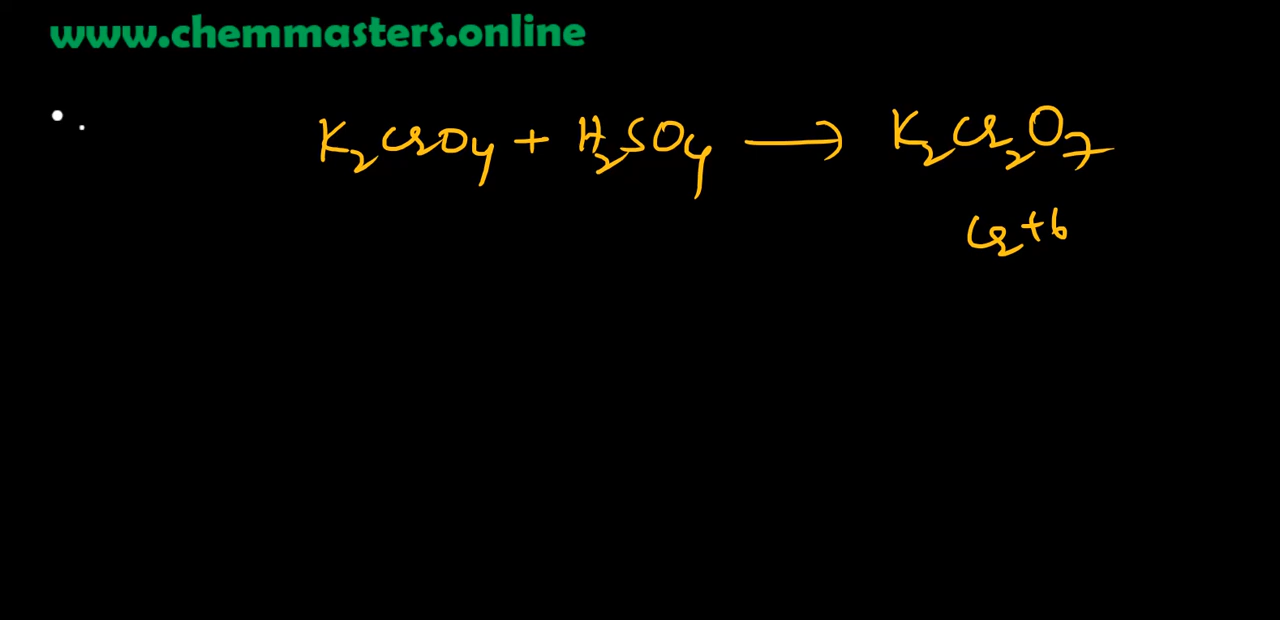 www.chemmasters.online
K₂CrO₄ + H₂SO₄ ⟶ K₂Cr₂O₇
Cr +6